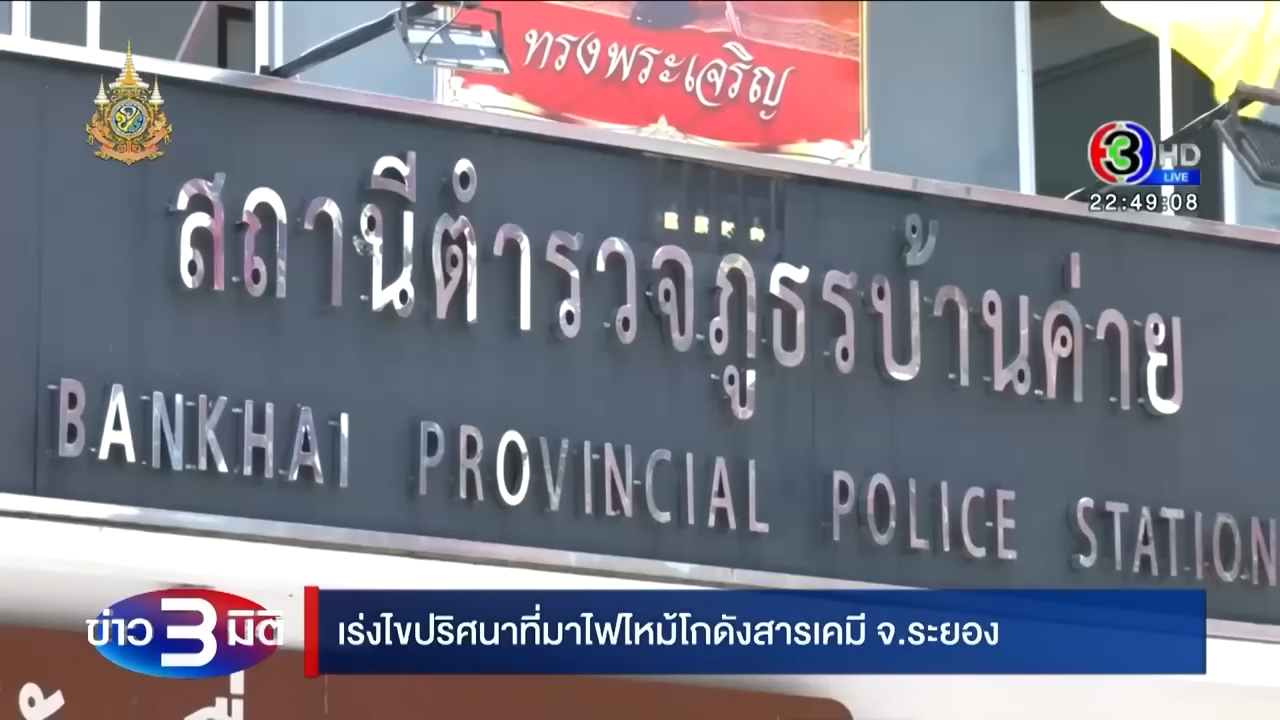 ทรงพระเจริญ
3 HD
LIVE
22:49:08
สถานีตำรวจภูธรบ้านค่าย
BANKHAI PROVINCIAL POLICE STATION
ข่าว 3 มิติ
เร่งไขปริศนาที่มาไฟไหม้โกดังสารเคมี จ.ระยอง